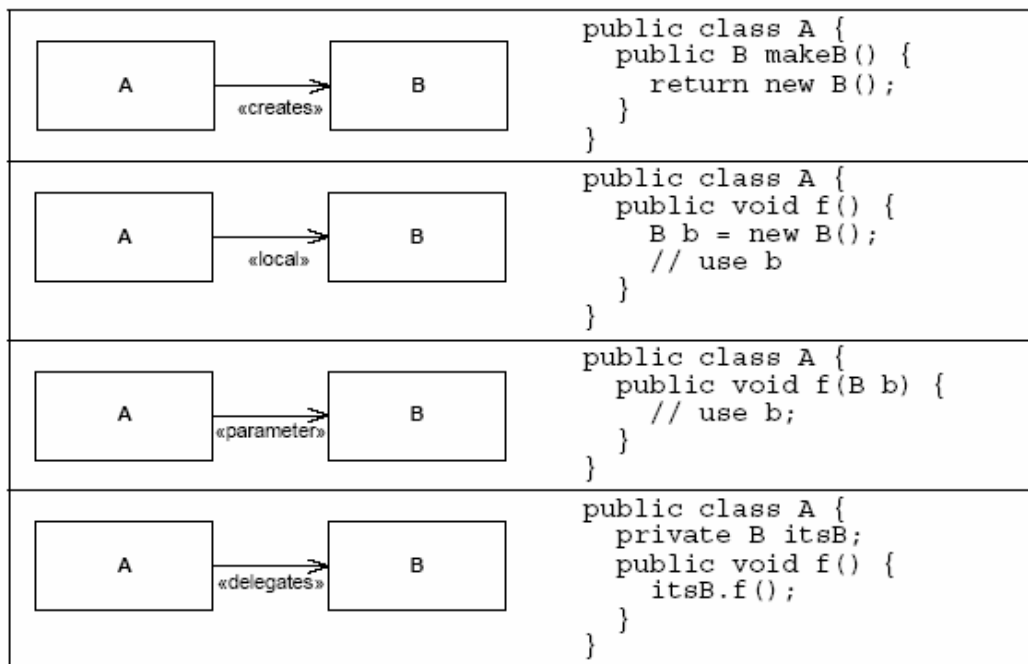 A
B
«creates»
public class A {
  public B makeB() {
    return new B();
  }
}
A
B
«local»
public class A {
  public void f() {
    B b = new B();
    // use b
  }
}
A
B
«parameter»
public class A {
  public void f(B b) {
    // use b;
  }
}
A
B
«delegates»
public class A {
  private B itsB;
  public void f() {
    itsB.f();
  }
}